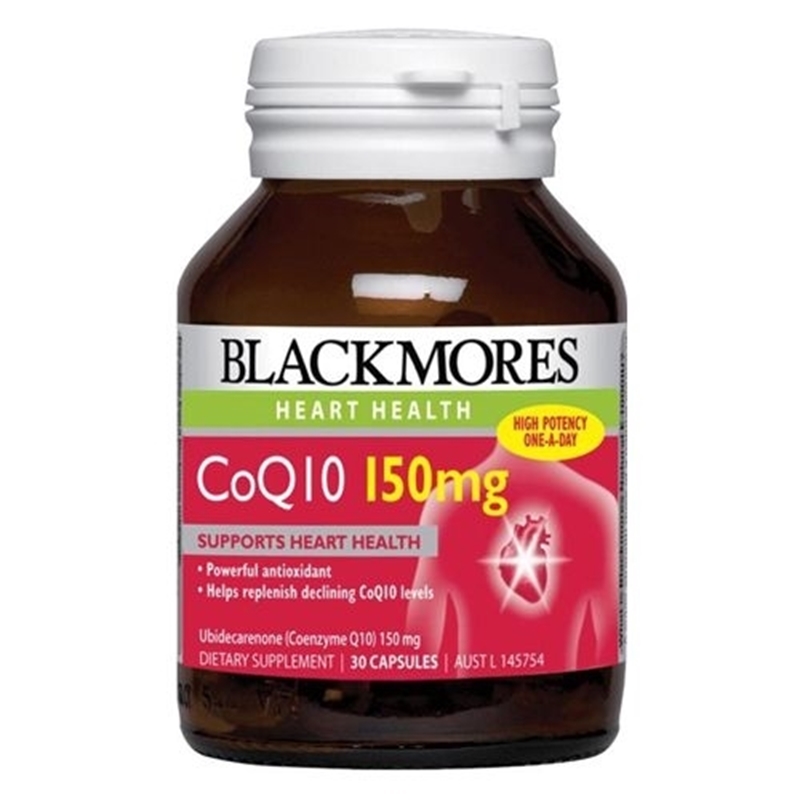 BLACKMORES
HEART HEALTH
HIGH POTENCY
ONE-A-DAY
CoQ10 150mg
SUPPORTS HEART HEALTH
• Powerful antioxidant
• Helps replenish declining CoQ10 levels
Ubidecarenone (Coenzyme Q10) 150 mg
DIETARY SUPPLEMENT | 30 CAPSULES | AUST L 145754